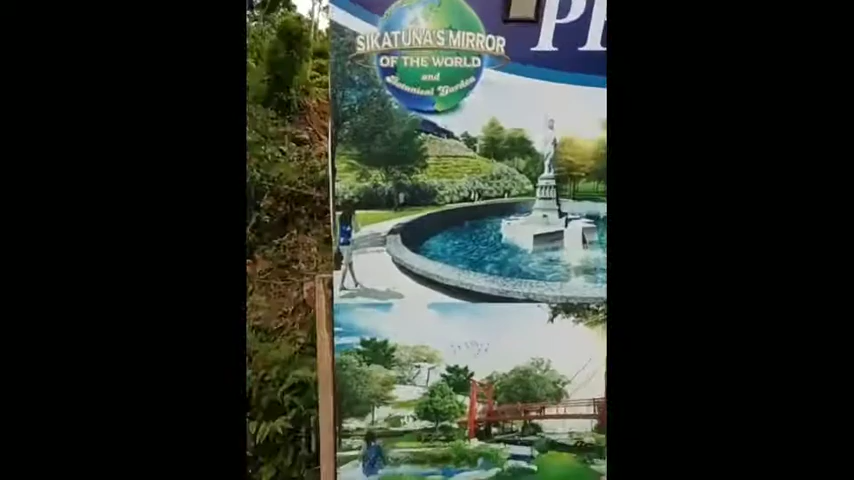 SIKATUNA'S MIRROR
OF THE WORLD
and
Botanical Garden